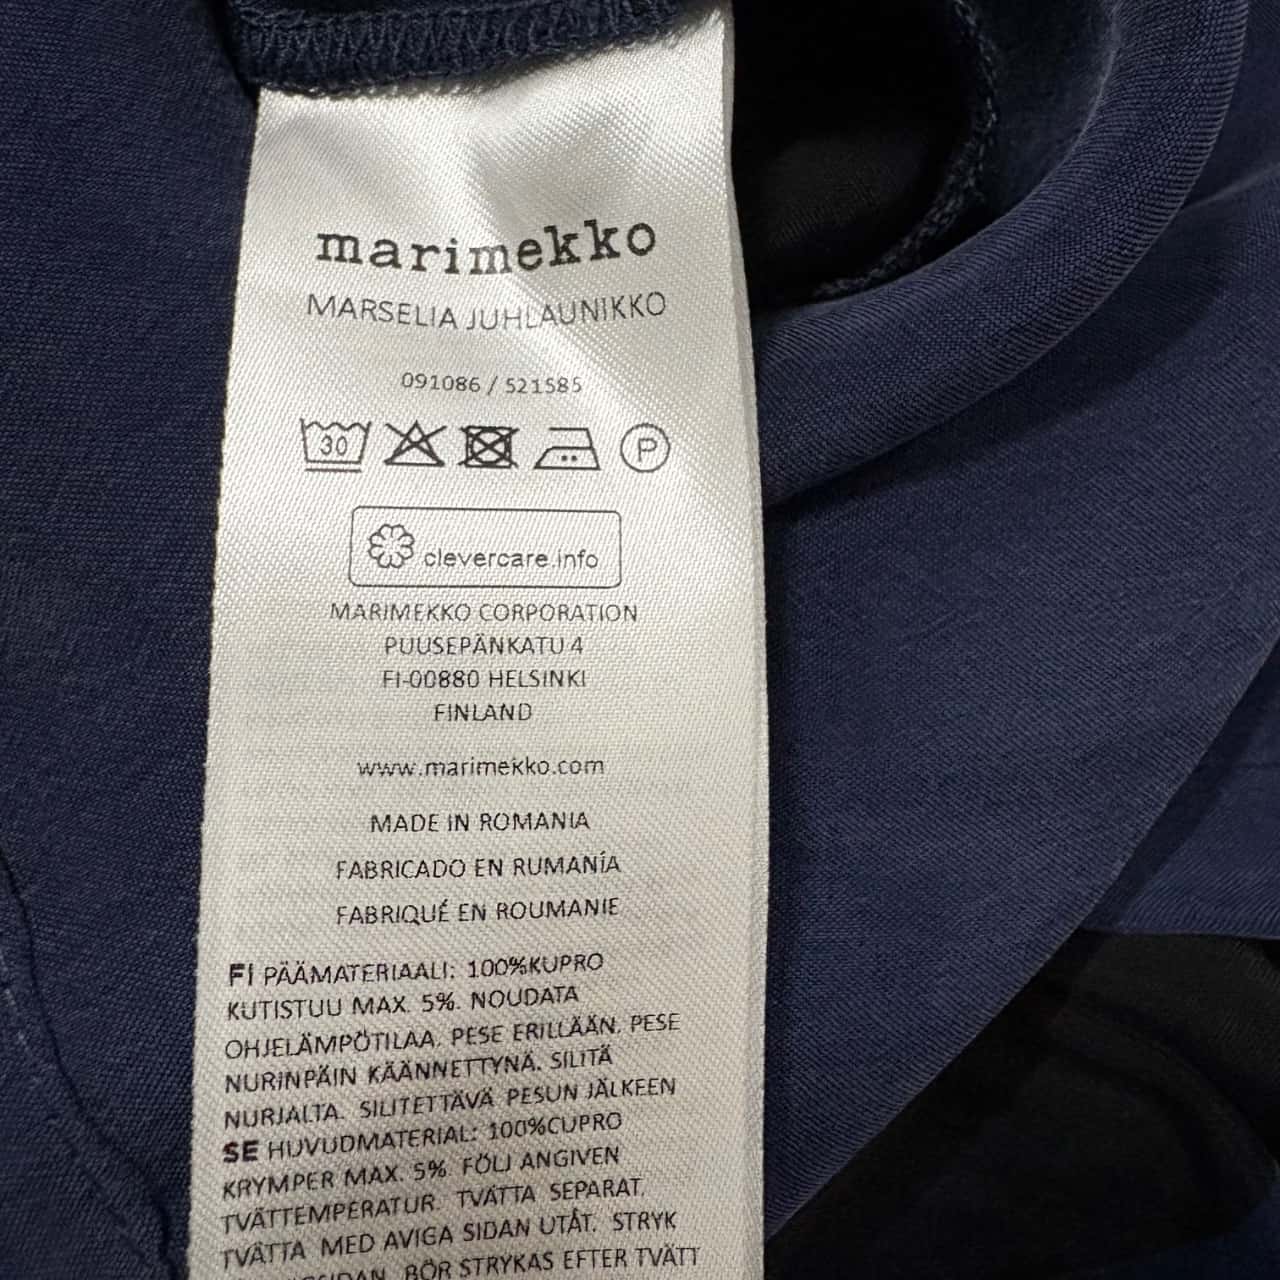 marimekko
MARSELIA JUHLAUNIKKO
091086 / 521585
30
P
clevercare.info
MARIMEKKO CORPORATION
PUUSEPÄNKATU 4
FI-00880 HELSINKI
FINLAND
www.marimekko.com
MADE IN ROMANIA
FABRICADO EN RUMANÍA
FABRIQUÉ EN ROUMANIE
FI PÄÄMATERIAALI: 100%KUPRO
KUTISTUU MAX. 5%. NOUDATA
OHJELÄMPÖTILAA. PESE ERILLÄÄN. PESE
NURINPÄIN KÄÄNNETTYNÄ. SILITÄ
NURJALTA. SILITETTÄVÄ PESUN JÄLKEEN
SE HUVUDMATERIAL: 100%CUPRO
KRYMPER MAX. 5%. FÖLJ ANGIVEN
TVÄTTEMPERATUR. TVÄTTA SEPARAT.
TVÄTTA MED AVIGA SIDAN UTÅT. STRYK
BÖR STRYKAS EFTER TVÄTT